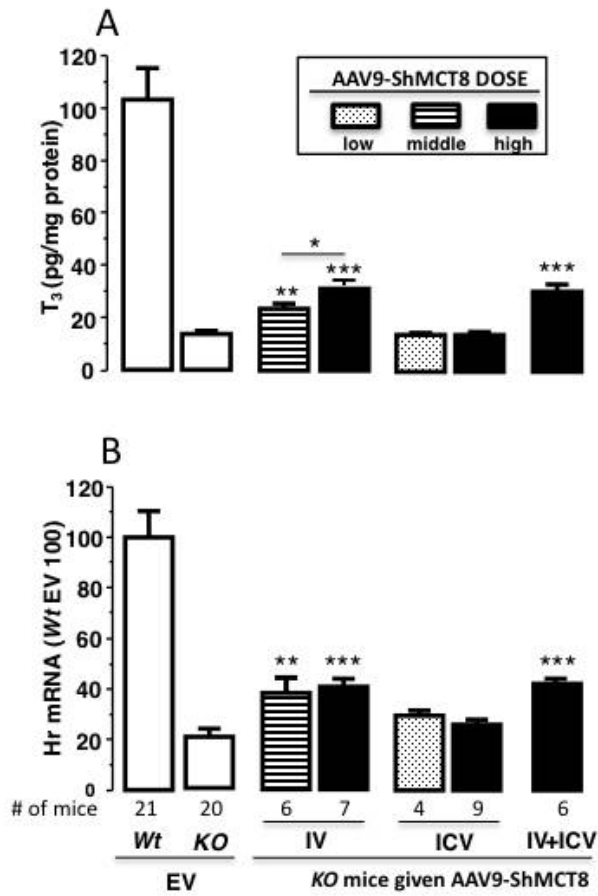 A
AAV9-ShMCT8 DOSE
low middle high
T3 (pg/mg protein)
120
100
80
60
40
20
0
*
** *** ***
B
Hr mRNA (Wt EV 100)
120
100
80
60
40
20
0
** *** ***
# of mice 21 20 6 7 4 9 6
Wt KO IV ICV IV+ICV
EV KO mice given AAV9-ShMCT8